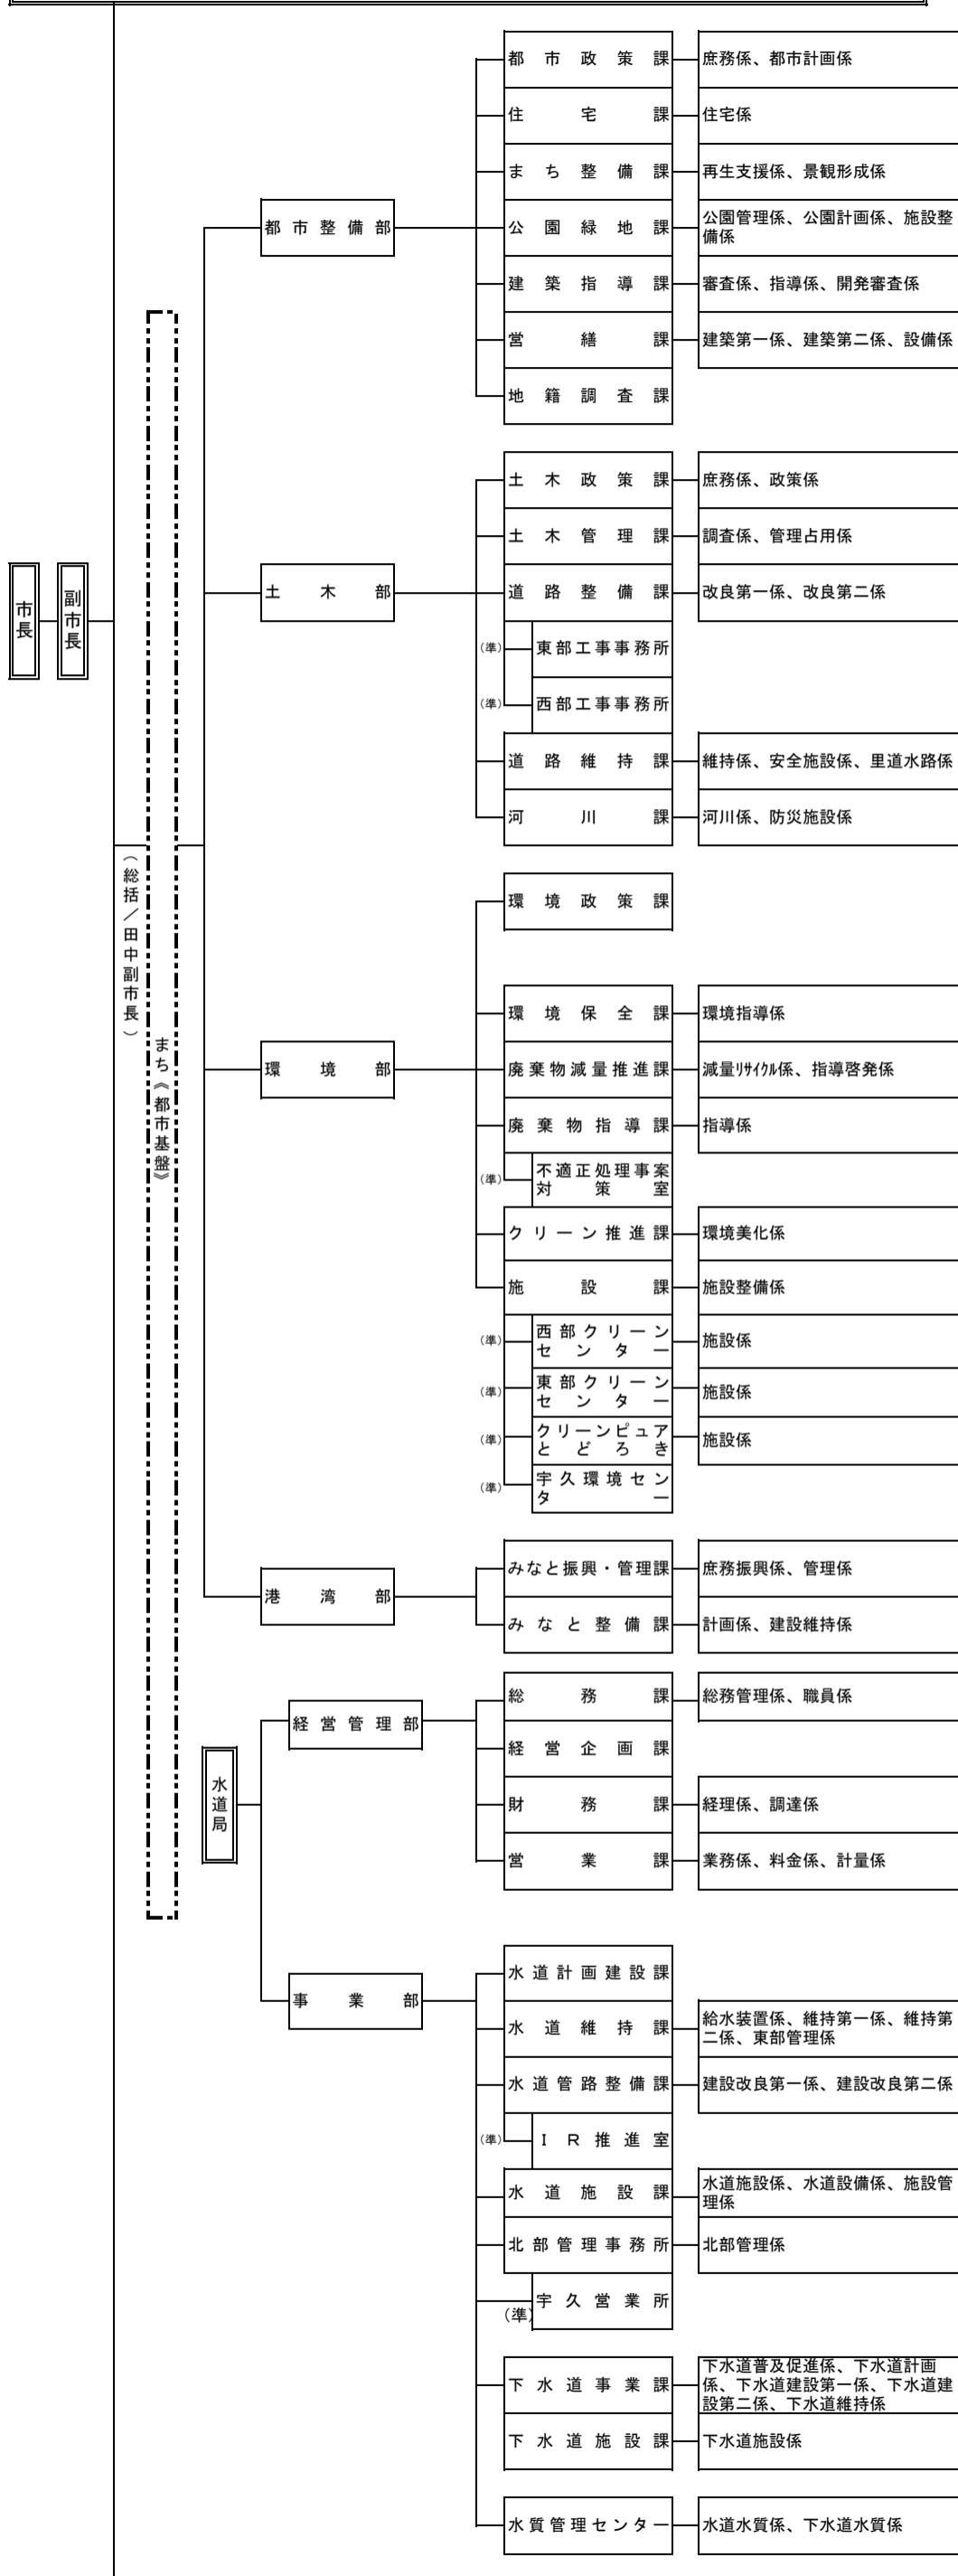 市長
副市長
(総括／田中副市長)
まち《都市基盤》
都市整備部
都市政策課
庶務係、都市計画係
住宅課
住宅係
まち整備課
再生支援係、景観形成係
公園緑地課
公園管理係、公園計画係、施設整
備係
建築指導課
審査係、指導係、開発審査係
営繕課
建築第一係、建築第二係、設備係
地籍調査課
土木部
土木政策課
庶務係、政策係
土木管理課
調査係、管理占用係
道路整備課
改良第一係、改良第二係
(準)
東部工事事務所
(準)
西部工事事務所
道路維持課
維持係、安全施設係、里道水路係
河川課
河川係、防災施設係
環境部
環境政策課
環境保全課
環境指導係
廃棄物減量推進課
減量ﾘｻｲｸﾙ係、指導啓発係
廃棄物指導課
指導係
(準)
不適正処理事案
対策室
クリーン推進課
環境美化係
施設課
施設整備係
(準)
西部クリーン
センター
施設係
(準)
東部クリーン
センター
施設係
(準)
クリーンピュア
とどろき
施設係
(準)
宇久環境セン
ター
港湾部
みなと振興・管理課
庶務振興係、管理係
みなと整備課
計画係、建設維持係
水道局
経営管理部
総務課
総務管理係、職員係
経営企画課
財務課
経理係、調達係
営業課
業務係、料金係、計量係
事業部
水道計画建設課
水道維持課
給水装置係、維持第一係、維持第
二係、東部管理係
水道管路整備課
建設改良第一係、建設改良第二係
(準)
ＩＲ推進室
水道施設課
水道施設係、水道設備係、施設管
理係
北部管理事務所
北部管理係
(準)
宇久営業所
下水道事業課
下水道普及促進係、下水道計画
係、下水道建設第一係、下水道建
設第二係、下水道維持係
下水道施設課
下水道施設係
水質管理センター
水道水質係、下水道水質係